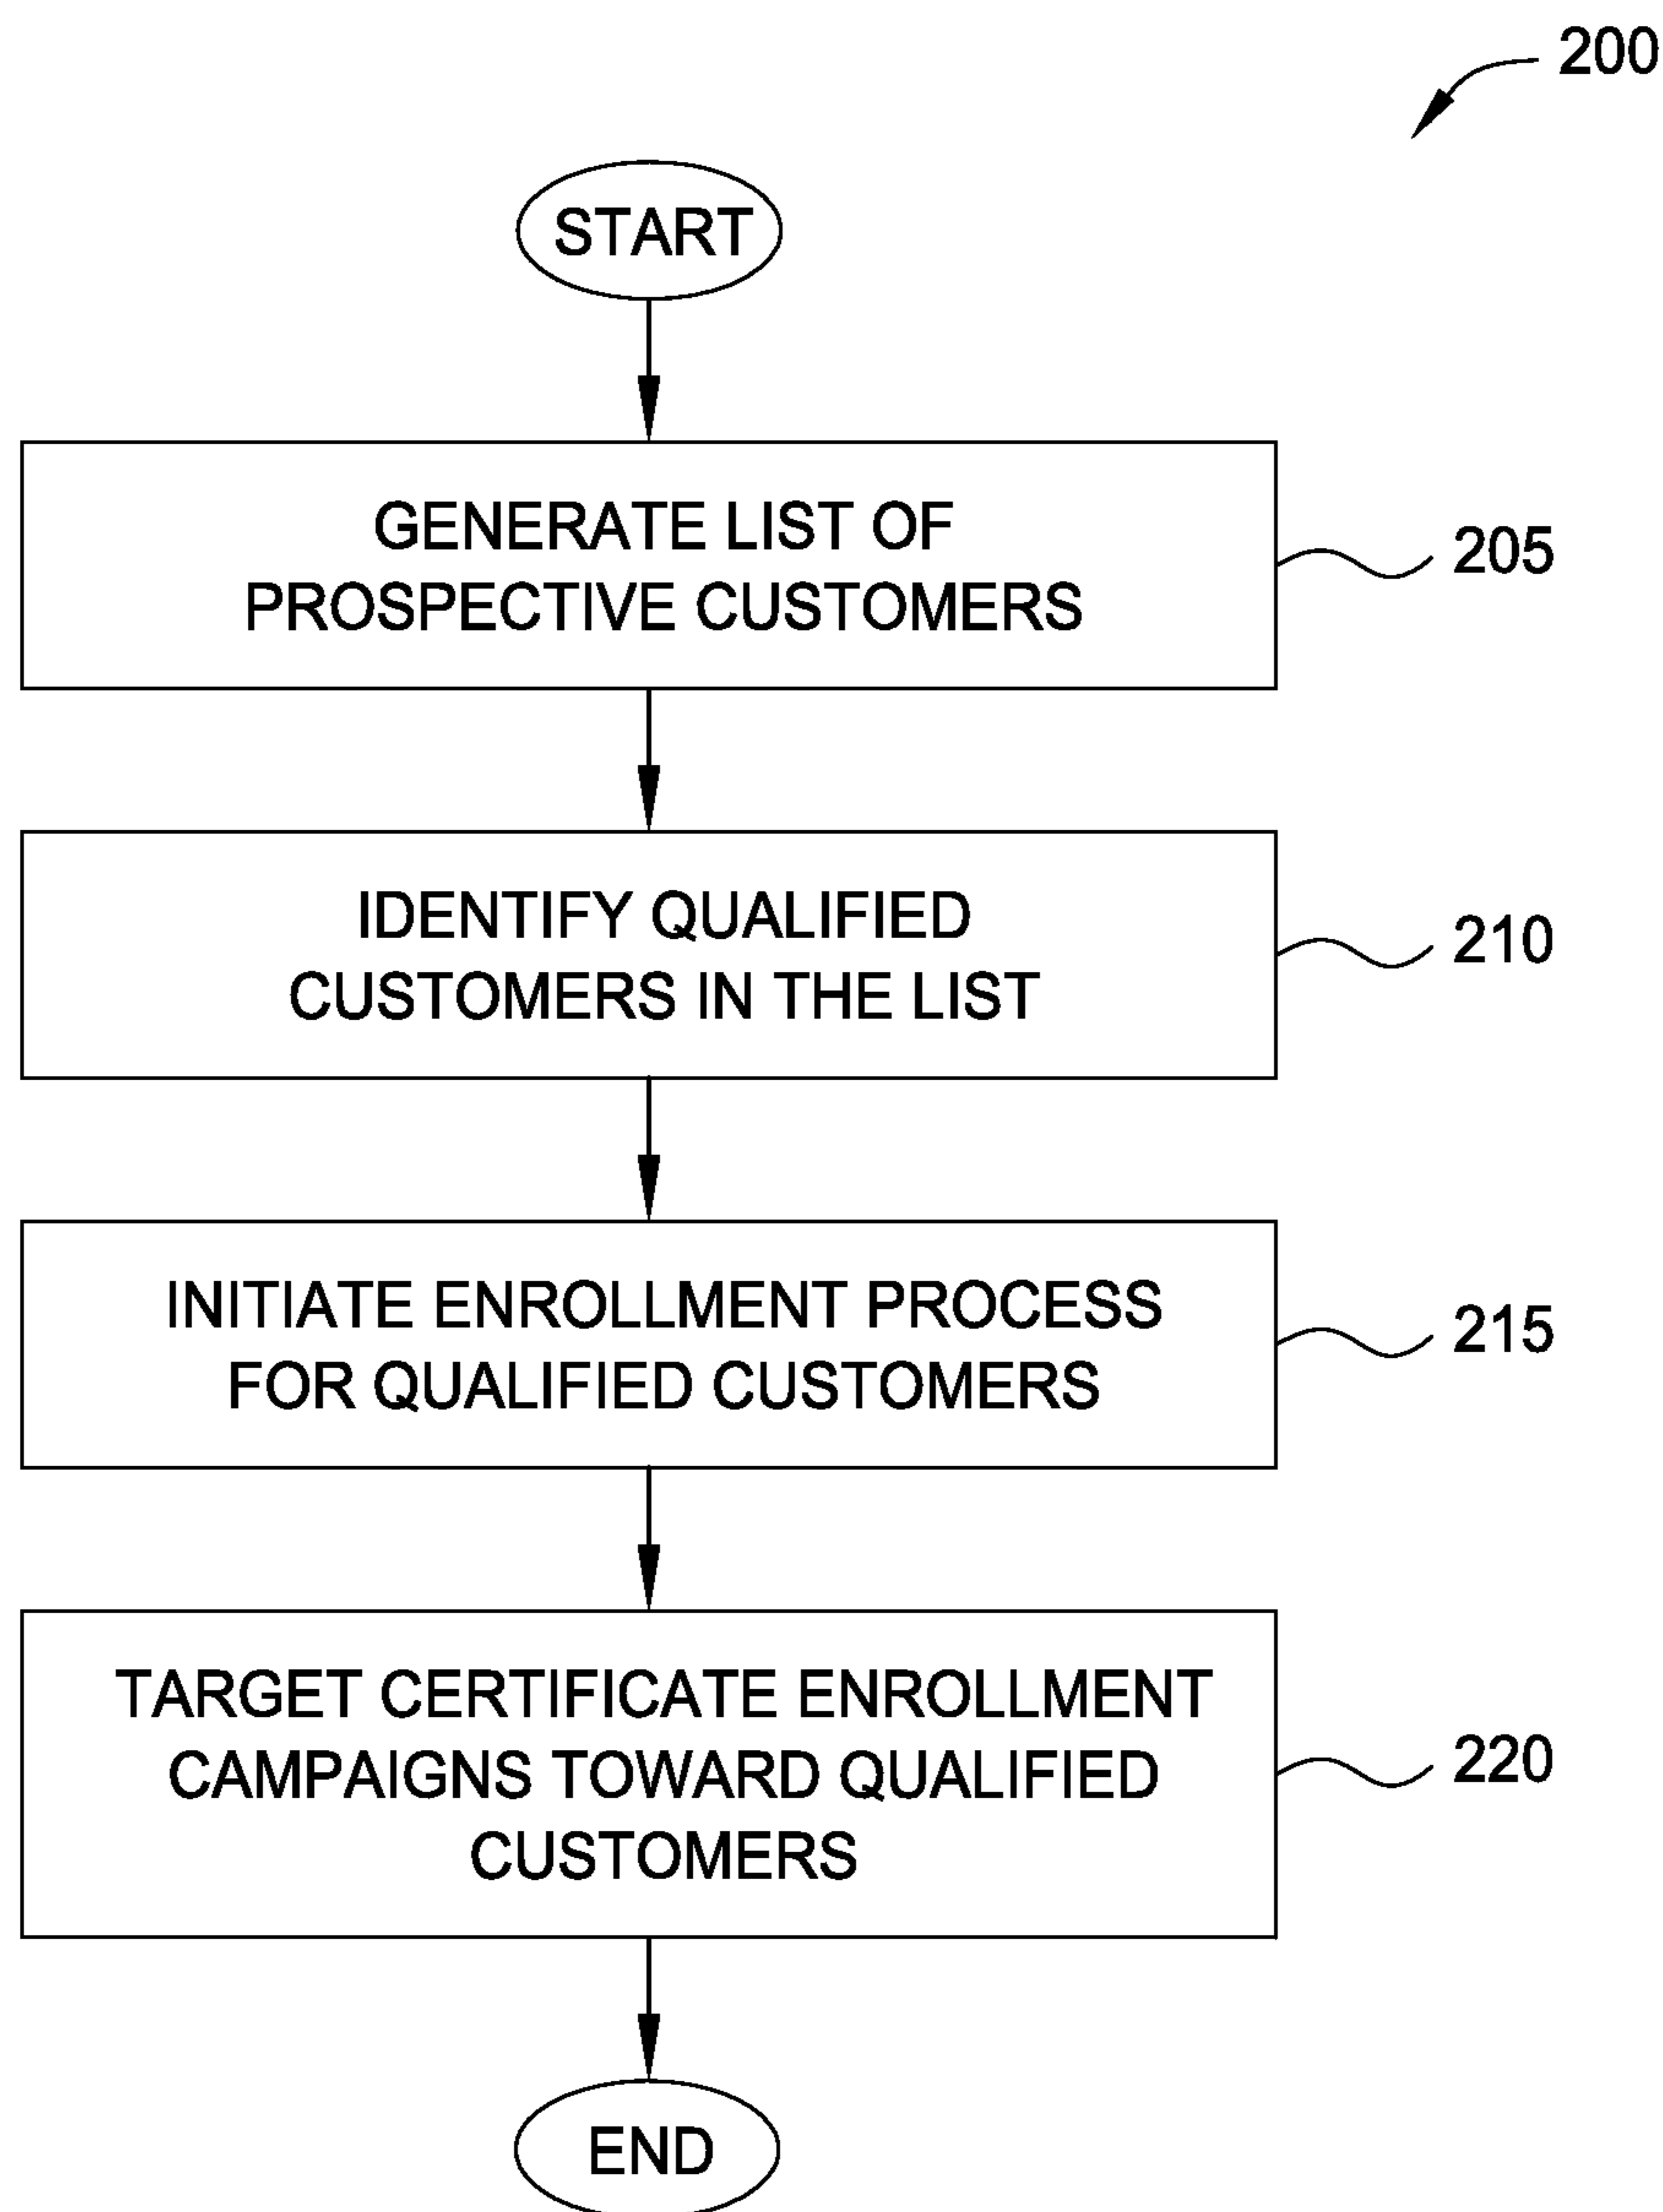 200
START
GENERATE LIST OF
PROSPECTIVE CUSTOMERS
205
IDENTIFY QUALIFIED
CUSTOMERS IN THE LIST
210
INITIATE ENROLLMENT PROCESS
FOR QUALIFIED CUSTOMERS
215
TARGET CERTIFICATE ENROLLMENT
CAMPAIGNS TOWARD QUALIFIED
CUSTOMERS
220
END